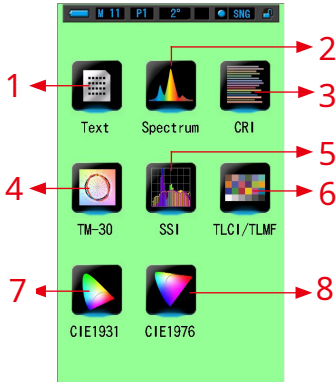 M 11 P1 2° SNG
1 2 3
Text Spectrum CRI
4 5 6
TM-30 SSI TLCI/TLMF
7 8
CIE1931 CIE1976